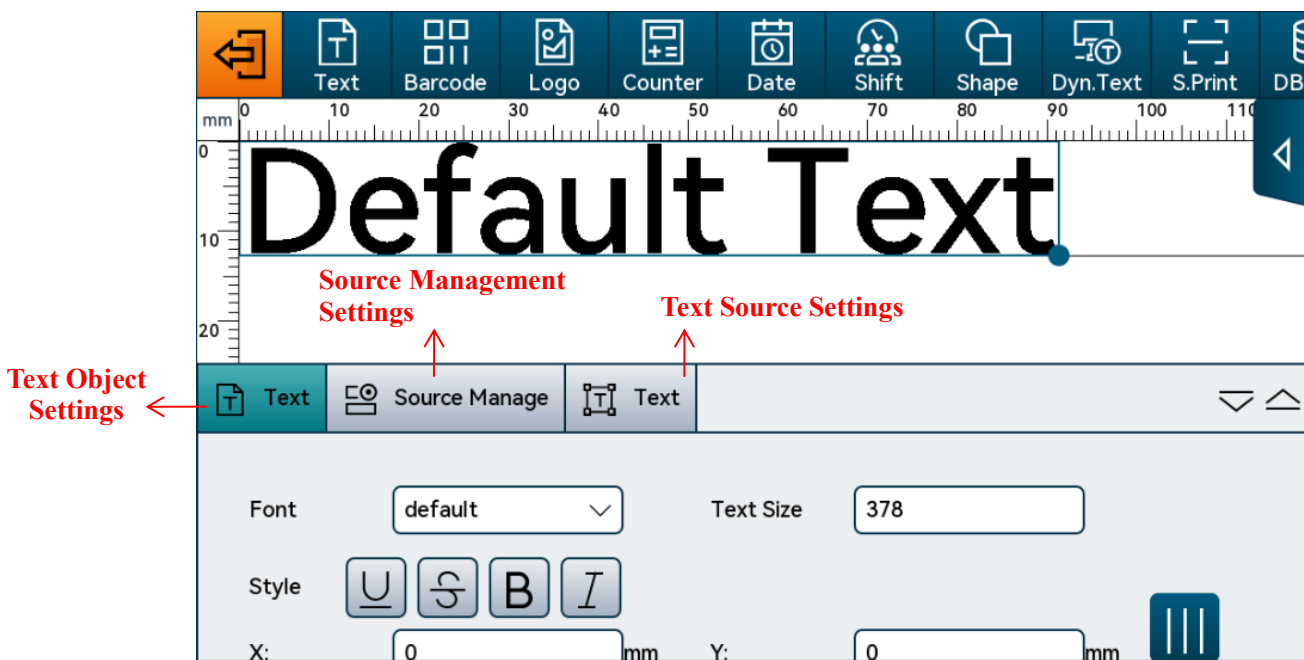 Text Barcode Logo Counter Date Shift Shape Dyn.Text S.Print DB
mm 0 10 20 30 40 50 60 70 80 90 100 110
0
Default Text
10
Source Management
Settings
Text Source Settings
20
Text Object
Settings
Text Source Manage Text
Font default Text Size 378
Style U S B I
X: 0 mm Y: 0 mm